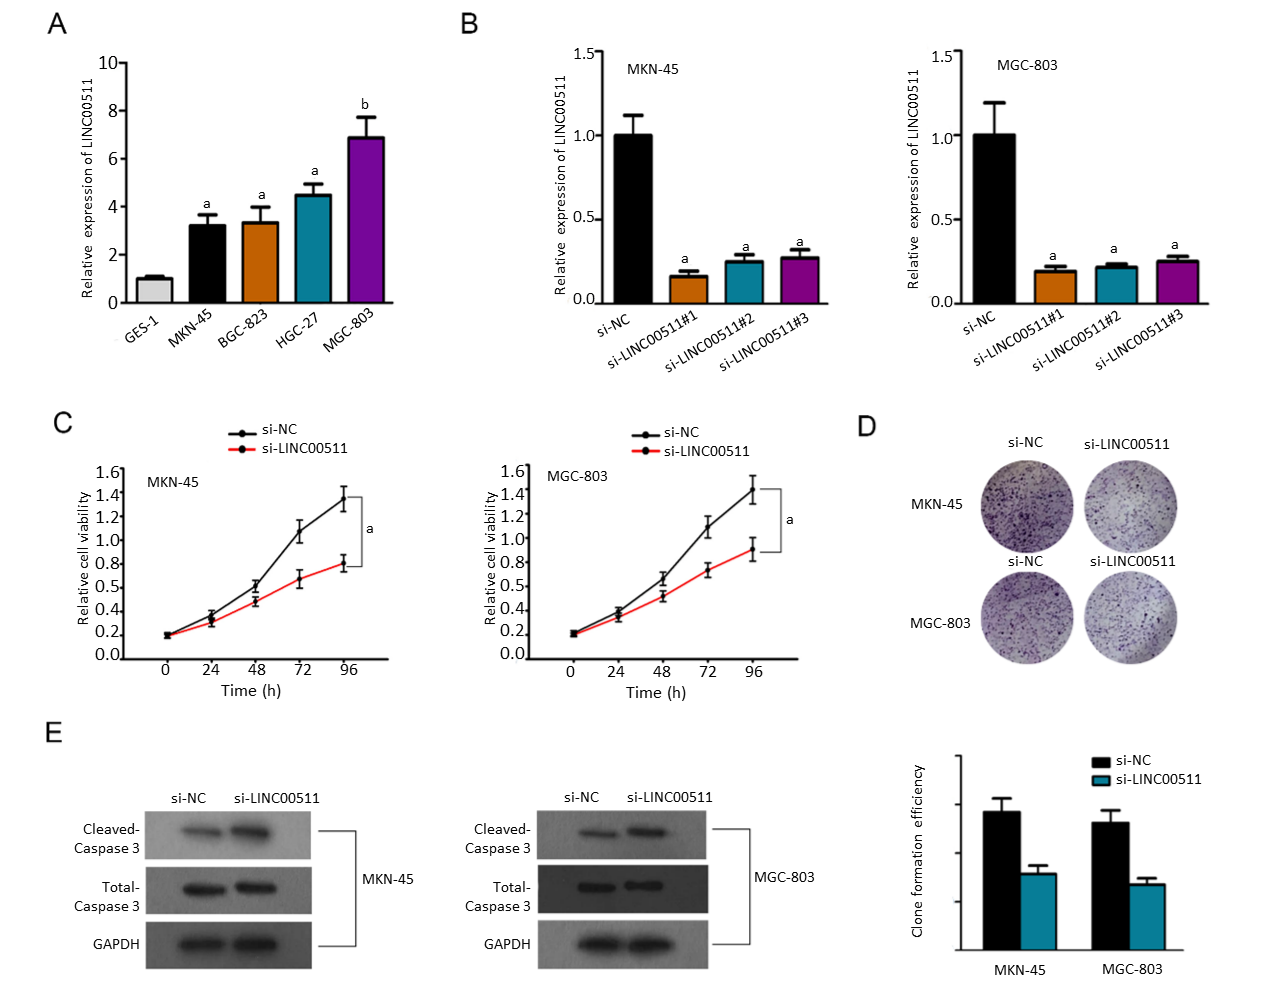 A
Relative expression of LINC00511
10
8
6
4
2
0
a
a
a
b
GES-1
MKN-45
BGC-823
HGC-27
MGC-803
B
Relative expression of LINC00511
1.5
1.0
0.5
0.0
MKN-45
a
a
a
si-NC
si-LINC00511#1
si-LINC00511#2
si-LINC00511#3
Relative expression of LINC00511
1.5
1.0
0.5
0.0
MGC-803
a
a
a
si-NC
si-LINC00511#1
si-LINC00511#2
si-LINC00511#3
C
si-NC
si-LINC00511
MKN-45
Relative cell viability
1.6
1.4
1.2
1.0
0.8
0.6
0.4
0.2
0.0
a
0 24 48 72 96
Time (h)
si-NC
si-LINC00511
MGC-803
Relative cell viability
1.6
1.4
1.2
1.0
0.8
0.6
0.4
0.2
0.0
a
0 24 48 72 96
Time (h)
D
si-NC si-LINC00511
MKN-45
si-NC si-LINC00511
MGC-803
Clone formation efficiency
si-NC
si-LINC00511
MKN-45 MGC-803
E
si-NC si-LINC00511
Cleaved-
Caspase 3
Total-
Caspase 3
GAPDH
MKN-45
si-NC si-LINC00511
Cleaved-
Caspase 3
Total-
Caspase 3
GAPDH
MGC-803